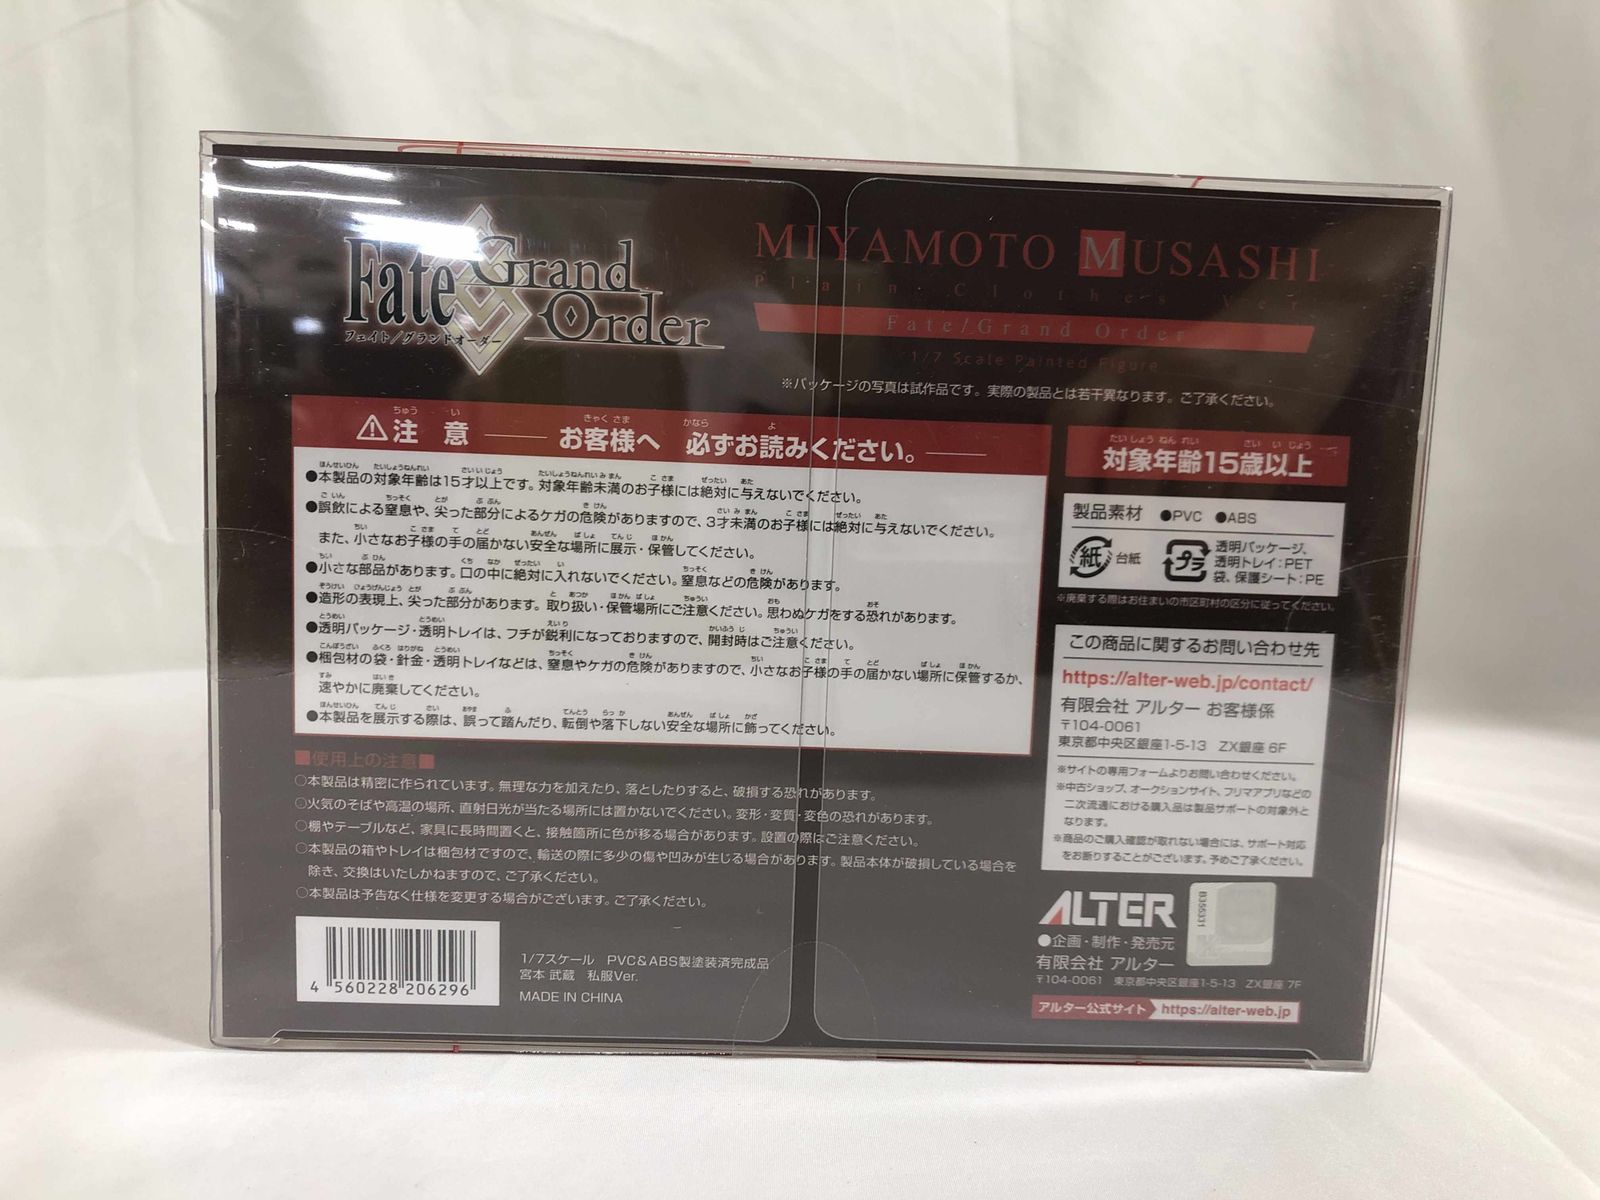 Fate/Grand Order
フェイト/グランドオーダー
MIYAMOTO MUSASHI
Plain Clothes Ver.
Fate/Grand Order
1/7 Scale Painted Figure
※パッケージの写真は試作品です。実際の製品とは若干異なります。ご了承ください。
⚠注意 お客様へ 必ずお読みください。
●本製品の対象年齢は15才以上です。対象年齢未満のお子様には絶対に与えないでください。
●誤飲による窒息や、尖った部分によるケガの危険がありますので、3才未満のお子様には絶対に与えないでください。
また、小さなお子様の手の届かない安全な場所に展示・保管してください。
●小さな部品があります。口の中に絶対に入れないでください。窒息などの危険があります。
●造形の表現上、尖った部分があります。取り扱い・保管場所にご注意ください。思わぬケガをする恐れがあります。
●透明パッケージ・透明トレイは、フチが鋭利になっておりますので、開封時はご注意ください。
●梱包材の袋・針金・透明トレイなどは、窒息やケガの危険がありますので、小さなお子様の手の届かない場所に保管するか、
速やかに廃棄してください。
●本製品を展示する際は、誤って踏んだり、転倒や落下しない安全な場所に飾ってください。
■使用上の注意■
○本製品は精密に作られています。無理な力を加えたり、落としたりすると、破損する恐れがあります。
○火気のそばや高温の場所、直射日光が当たる場所には置かないでください。変形・変質・変色の恐れがあります。
○棚やテーブルなど、家具に長時間置くと、接触箇所に色が移る場合があります。設置の際はご注意ください。
○本製品の箱やトレイは梱包材ですので、輸送の際に多少の傷や凹みが生じる場合があります。製品本体が破損している場合を
除き、交換はいたしかねますので、ご了承ください。
○本製品は予告なく仕様を変更する場合がございます。ご了承ください。
4 560228 206296
1/7スケール PVC&ABS製塗装済完成品
宮本 武蔵 私服Ver.
MADE IN CHINA
対象年齢15歳以上
製品素材 ●PVC ●ABS
紙 台紙
プラ 透明パッケージ、
透明トレイ:PET
袋、保護シート:PE
※廃棄する際はお住まいの市区町村の区分に従ってください。
この商品に関するお問い合わせ先
https://alter-web.jp/contact/
有限会社 アルター お客様係
〒104-0061
東京都中央区銀座1-5-13 ZX銀座 6F
※サイトの専用フォームよりお問い合わせください。
※中古ショップ、オークションサイト、フリマアプリなどの
二次流通における購入品は製品サポートの対象外と
なります。
※商品のご購入確認が取れない場合には、サポート対応
をお断りすることがございます。予めご了承ください。
ALTER
B355331
●企画・制作・発売元
有限会社 アルター
〒104-0061 東京都中央区銀座1-5-13 ZX銀座 7F
アルター公式サイト https://alter-web.jp